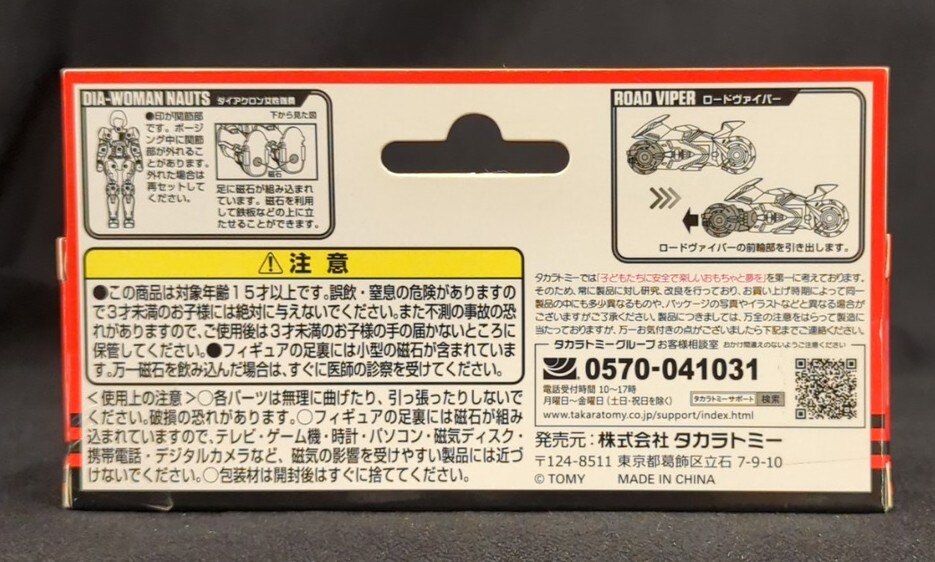 DIA-WOMAN NAUTS ダイアクロン女性隊員
●印が関節部
です。ポージ
ング中に関節
部が外れるこ
とがあります。
外れた場合は
再セットして
ください。
下から見た図
磁石
足に磁石が組み込まれ
ています。磁石を利用
して鉄板などの上に立
たせることができます。
ROAD VIPER ロードヴァイパー
ロードヴァイパーの前輪部を引き出します。
注意
●この商品は対象年齢15才以上です。誤飲・窒息の危険がありますの
で3才未満のお子様には絶対に与えないでください。また不測の事故の恐
れがありますので、ご使用後は3才未満のお子様の手の届かないところに
保管してください。●フィギュアの足裏には小型の磁石が含まれていま
す。万一磁石を飲み込んだ場合は、すぐに医師の診察を受けてください。
〈使用上の注意〉○各パーツは無理に曲げたり、引っ張ったりしないで
ください。破損の恐れがあります。○フィギュアの足裏には磁石が組み
込まれていますので、テレビ・ゲーム機・時計・パソコン・磁気ディスク・
携帯電話・デジタルカメラなど、磁気の影響を受けやすい製品には近づ
けないでください。○包装材は開封後はすぐに捨ててください。
タカラトミーでは「子どもたちに安全で楽しいおもちゃと夢を」を第一に考えております。
そのため、常に製品に対し研究、改良を行っており、お買い上げ時期によって同一
製品の中にも多少異なるものや、パッケージの写真やイラストなどと異なる場合が
ございますがご了承ください。製品につきましては、万全の注意をはらって製造に
当たっておりますが、万一お気付きの点がございましたら下記までご連絡ください。
タカラトミーグループ お客様相談室 おかけ間違えのないようご注意ください
0570-041031
電話受付時間 10～17時
月曜日～金曜日(土・日・祝日を除く)
タカラトミーサポート 検索
www.takaratomy.co.jp/support/index.html
発売元：株式会社 タカラトミー
〒124-8511 東京都葛飾区立石 7-9-10
© TOMY MADE IN CHINA